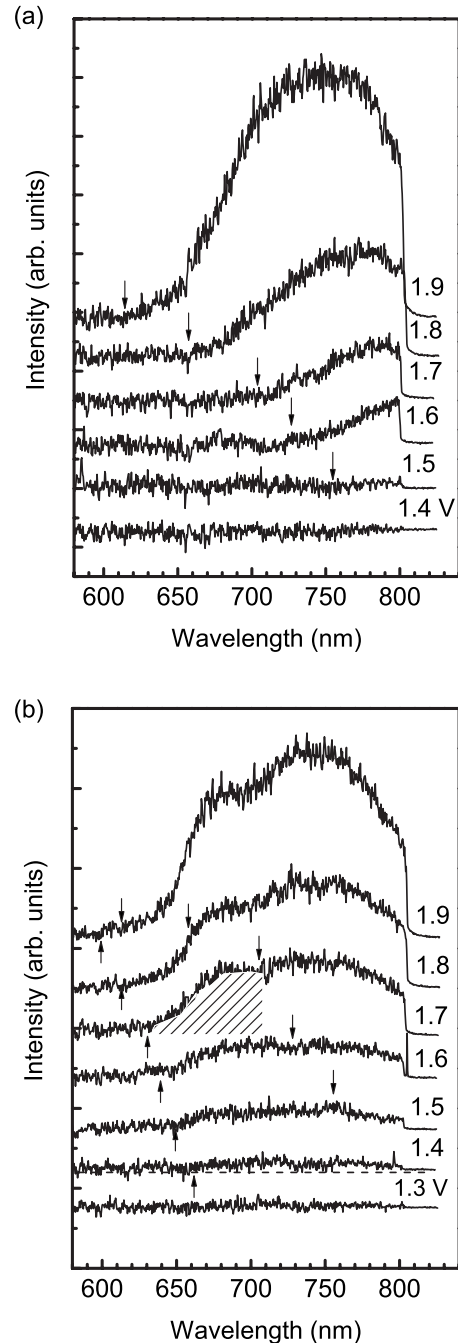 (a)
Intensity (arb. units)
1.9
1.8
1.7
1.6
1.5
1.4 V
600 650 700 750 800
Wavelength (nm)
(b)
Intensity (arb. units)
1.9
1.8
1.7
1.6
1.5
1.4
1.3 V
600 650 700 750 800
Wavelength (nm)